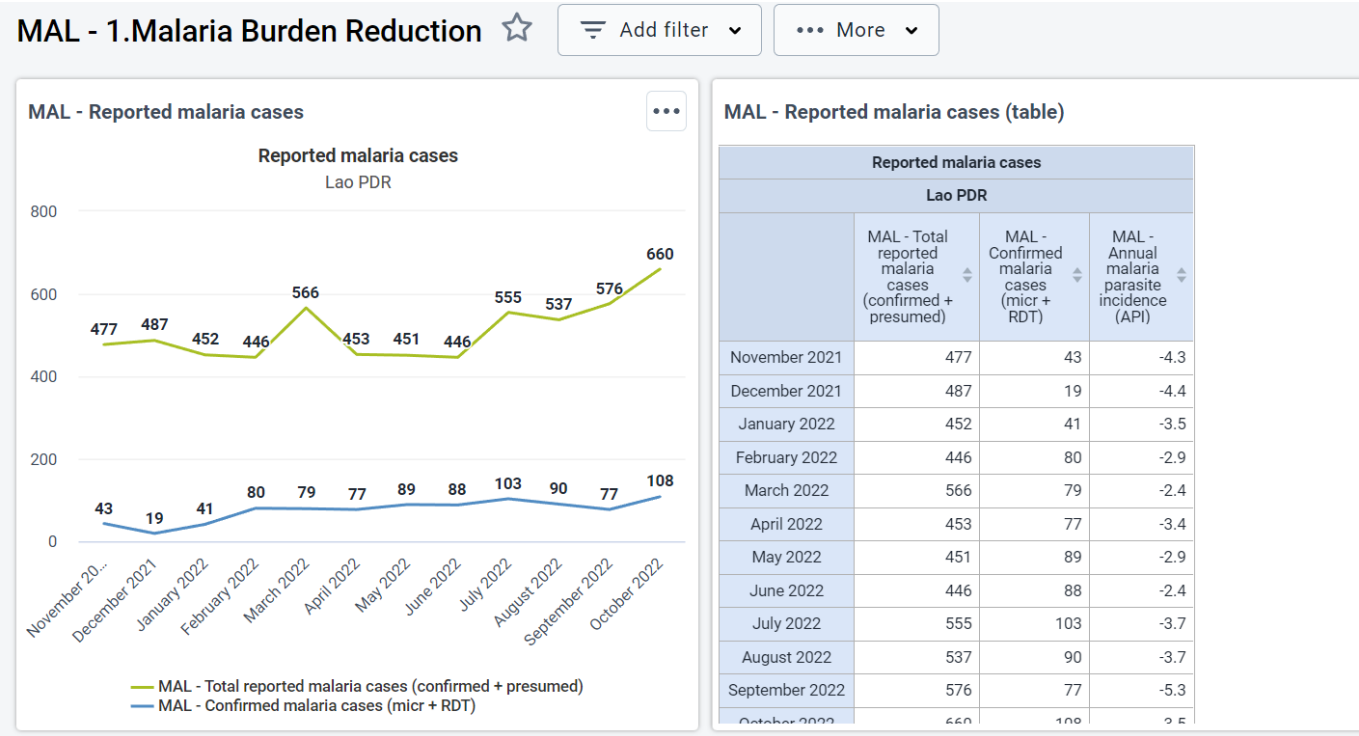 MAL - 1.Malaria Burden Reduction
Add filter
More
MAL - Reported malaria cases
Reported malaria cases
Lao PDR
800
600
400
200
0
477
487
452
446
566
453
451
446
555
537
576
660
43
19
41
80
79
77
89
88
103
90
77
108
November 20...
December 2021
January 2022
February 2022
March 2022
April 2022
May 2022
June 2022
July 2022
August 2022
September 2022
October 2022
MAL - Total reported malaria cases (confirmed + presumed)
MAL - Confirmed malaria cases (micr + RDT)
MAL - Reported malaria cases (table)
Reported malaria cases
Lao PDR
MAL - Total
reported
malaria
cases
(confirmed +
presumed)
MAL -
Confirmed
malaria
cases
(micr +
RDT)
MAL -
Annual
malaria
parasite
incidence
(API)
November 2021 477 43 -4.3
December 2021 487 19 -4.4
January 2022 452 41 -3.5
February 2022 446 80 -2.9
March 2022 566 79 -2.4
April 2022 453 77 -3.4
May 2022 451 89 -2.9
June 2022 446 88 -2.4
July 2022 555 103 -3.7
August 2022 537 90 -3.7
September 2022 576 77 -5.3
October 2022 660 108